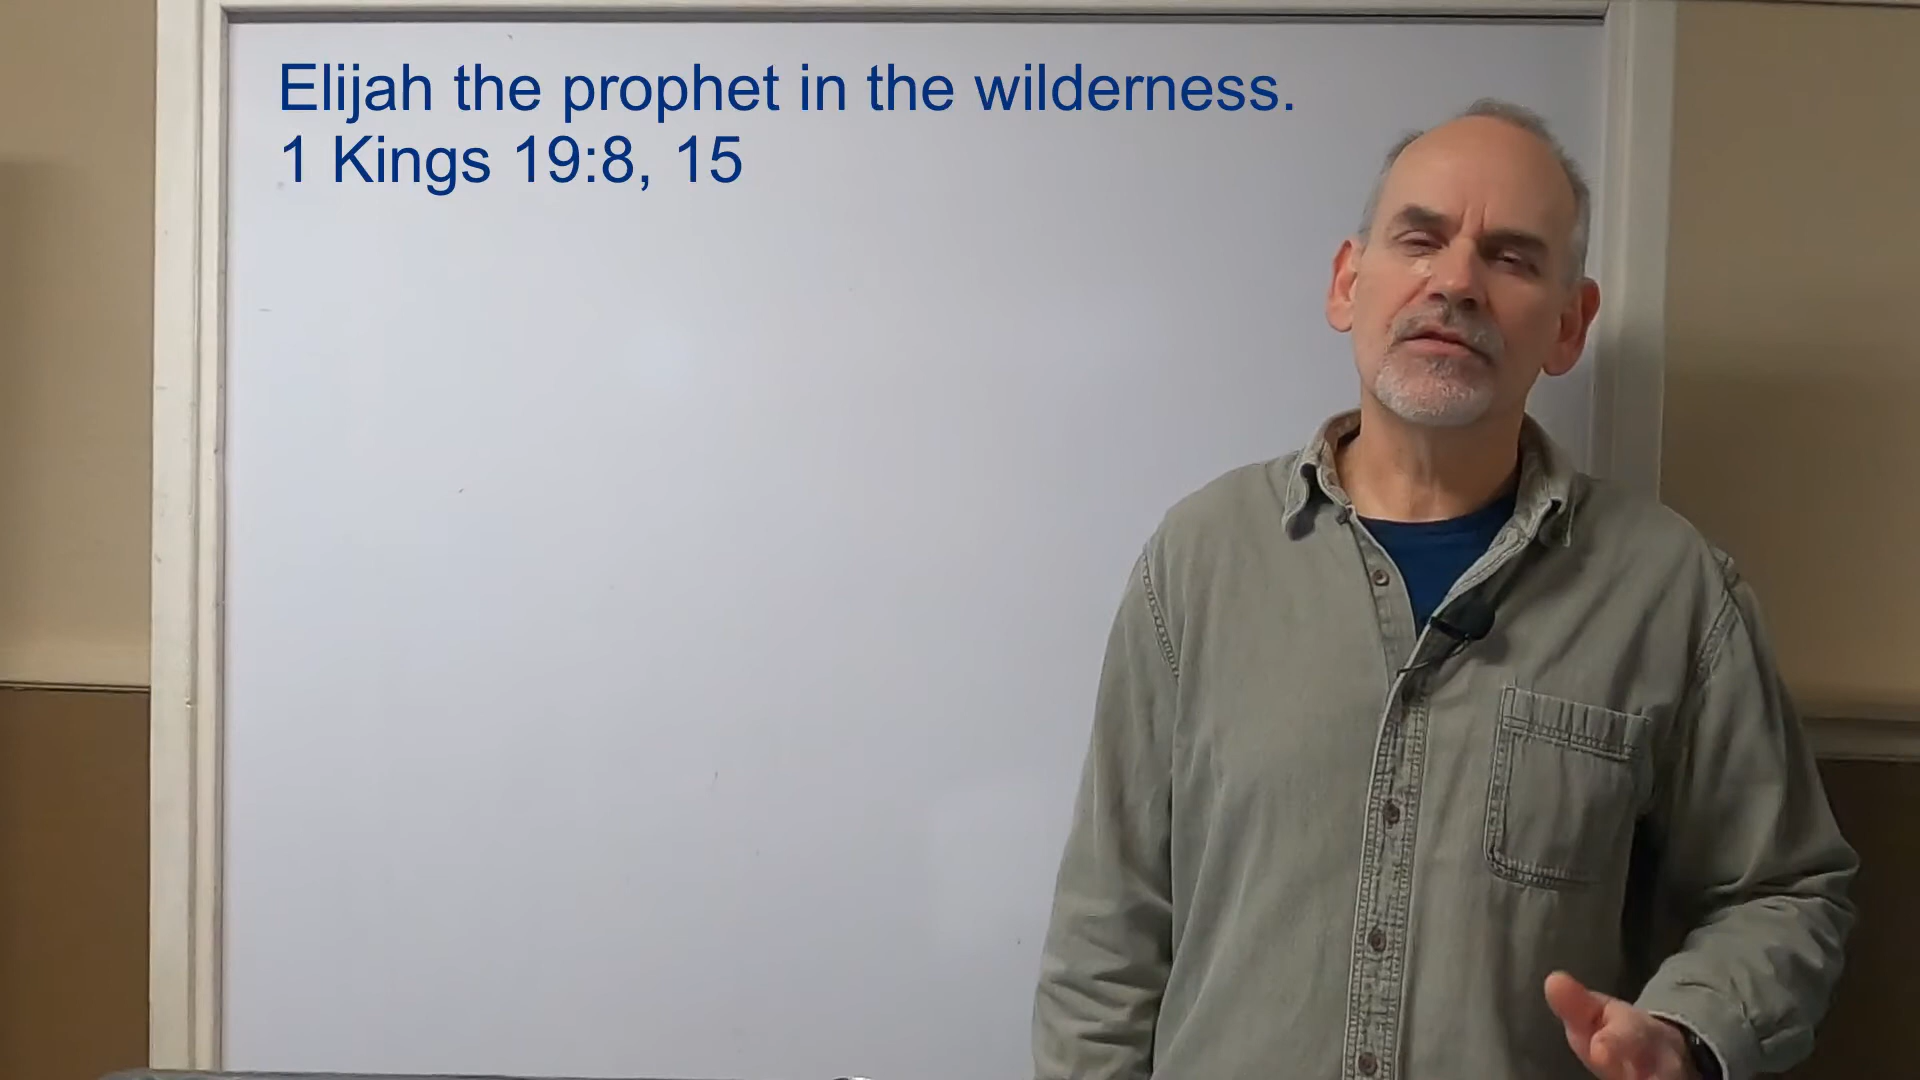 Elijah the prophet in the wilderness.
1 Kings 19:8, 15